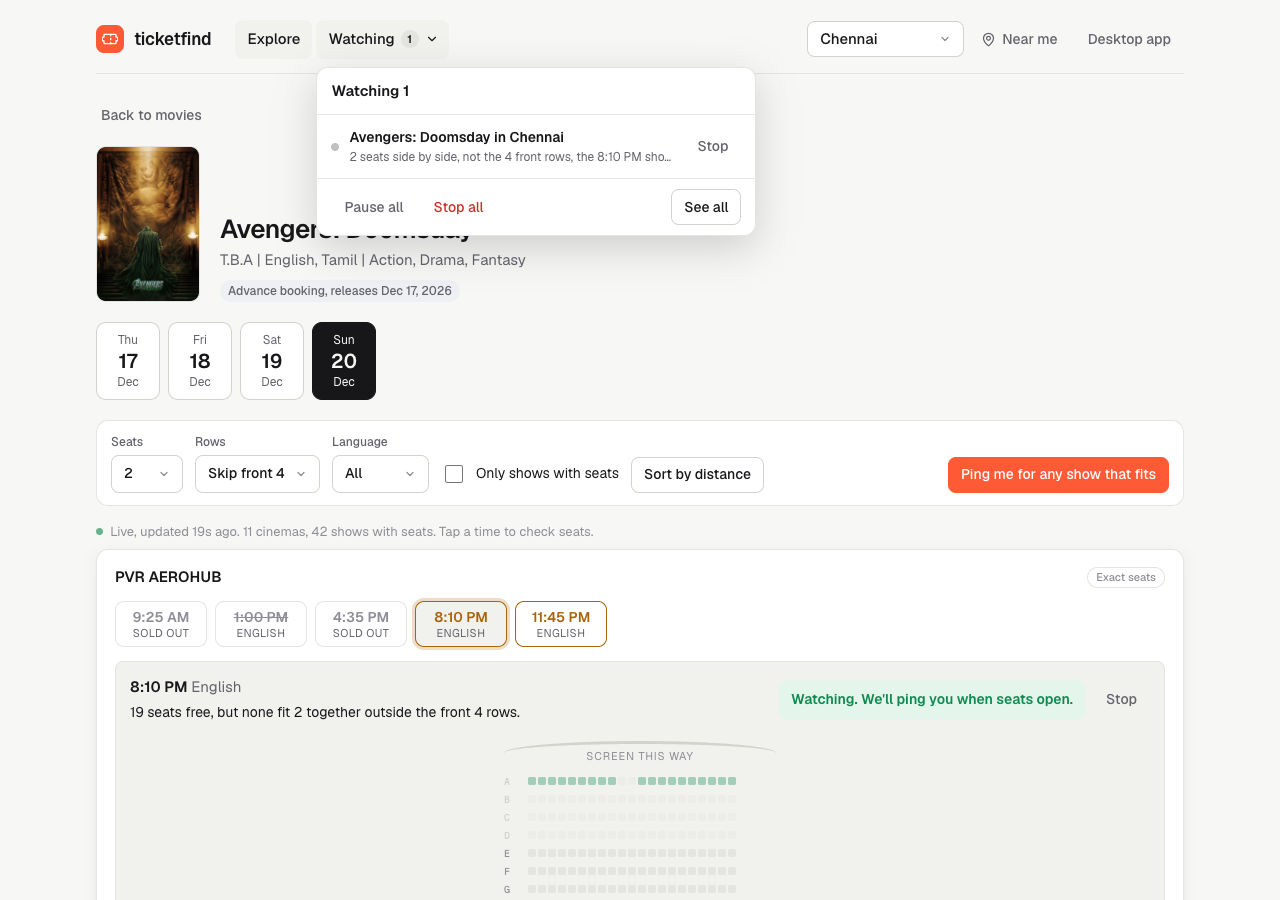 ticketfind
Explore
Watching 1
Chennai
Near me
Desktop app
Watching 1
Avengers: Doomsday in Chennai
2 seats side by side, not the 4 front rows, the 8:10 PM sho...
Stop
Pause all
Stop all
See all
Back to movies
AVENGERS
Avengers: Doomsday
T.B.A | English, Tamil | Action, Drama, Fantasy
Advance booking, releases Dec 17, 2026
Thu
17
Dec
Fri
18
Dec
Sat
19
Dec
Sun
20
Dec
Seats
2
Rows
Skip front 4
Language
All
Only shows with seats
Sort by distance
Ping me for any show that fits
Live, updated 19s ago. 11 cinemas, 42 shows with seats. Tap a time to check seats.
PVR AEROHUB
Exact seats
9:25 AM
SOLD OUT
1:00 PM
ENGLISH
4:35 PM
SOLD OUT
8:10 PM
ENGLISH
11:45 PM
ENGLISH
8:10 PM English
19 seats free, but none fit 2 together outside the front 4 rows.
Watching. We'll ping you when seats open.
Stop
SCREEN THIS WAY
A
B
C
D
E
F
G